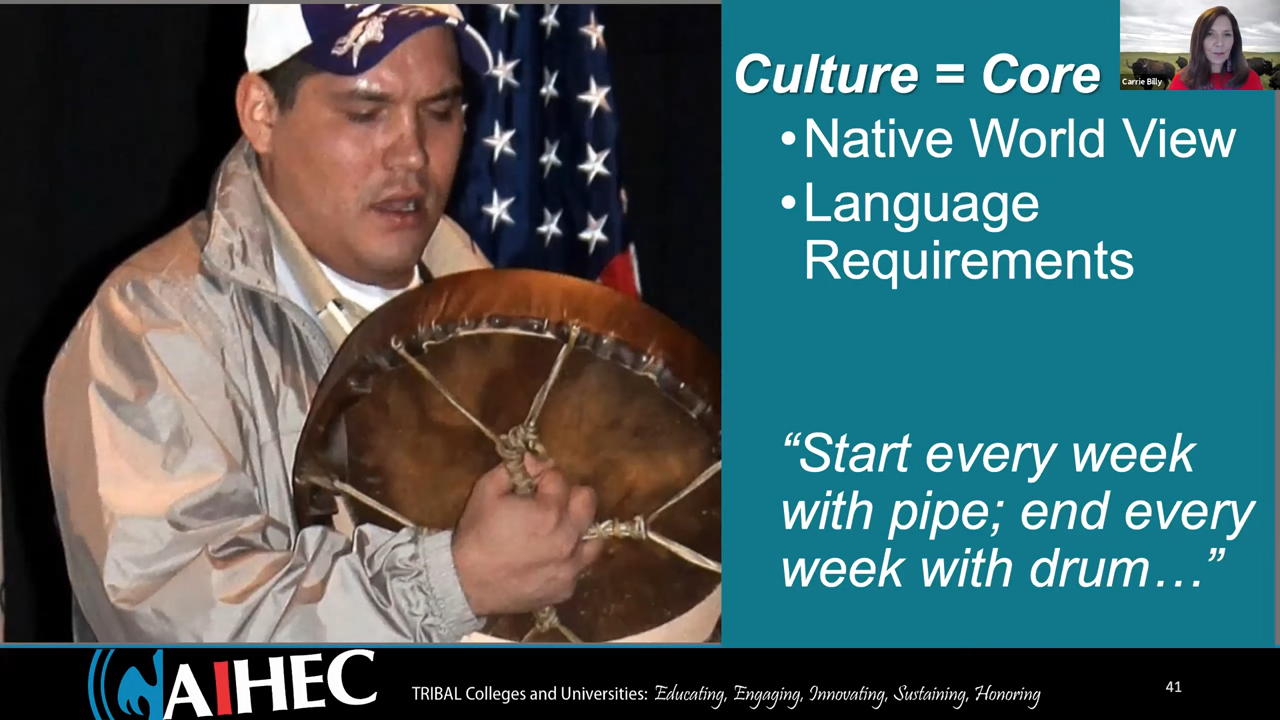 Culture = Core
Carrie Billy
•Native World View
•Language
Requirements
“Start every week
with pipe; end every
week with drum…”
AIHEC
TRIBAL Colleges and Universities: Educating, Engaging, Innovating, Sustaining, Honoring
41